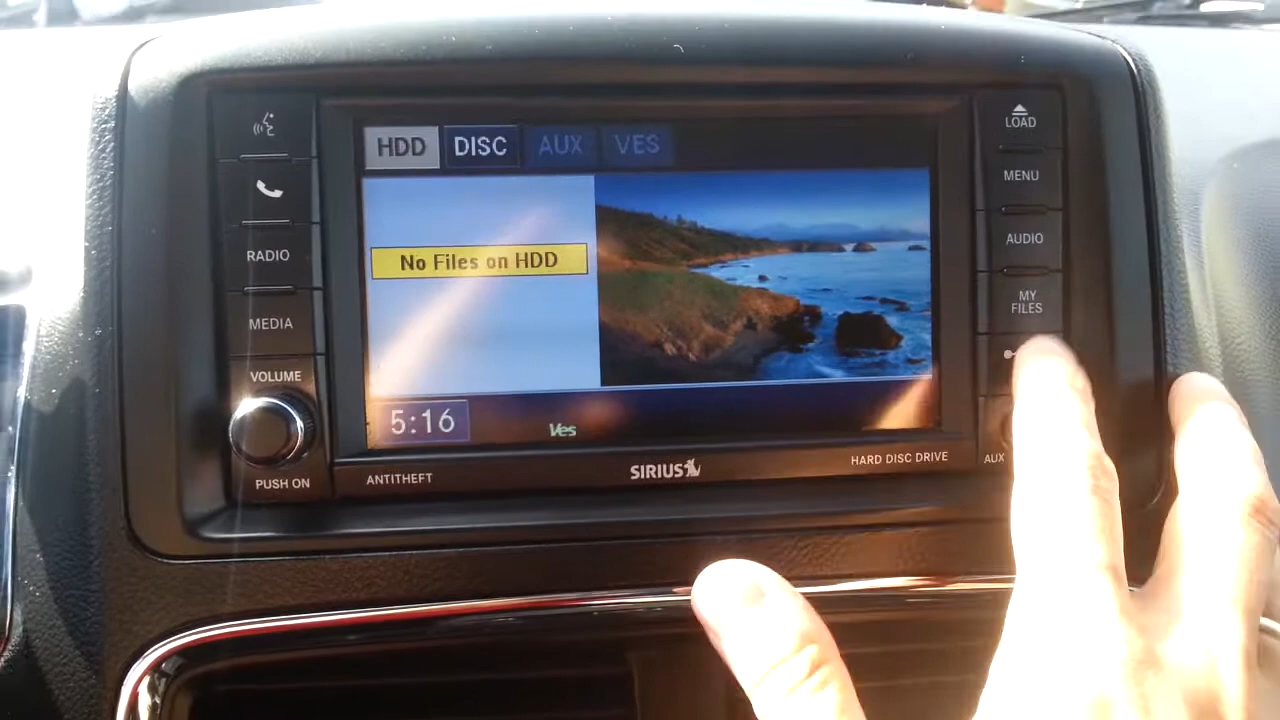 LOAD
HDD DISC AUX VES
MENU
RADIO
AUDIO
No Files on HDD
MY
FILES
MEDIA
VOLUME
5:16
Ves
PUSH ON
ANTITHEFT
SIRIUS
HARD DISC DRIVE
AUX